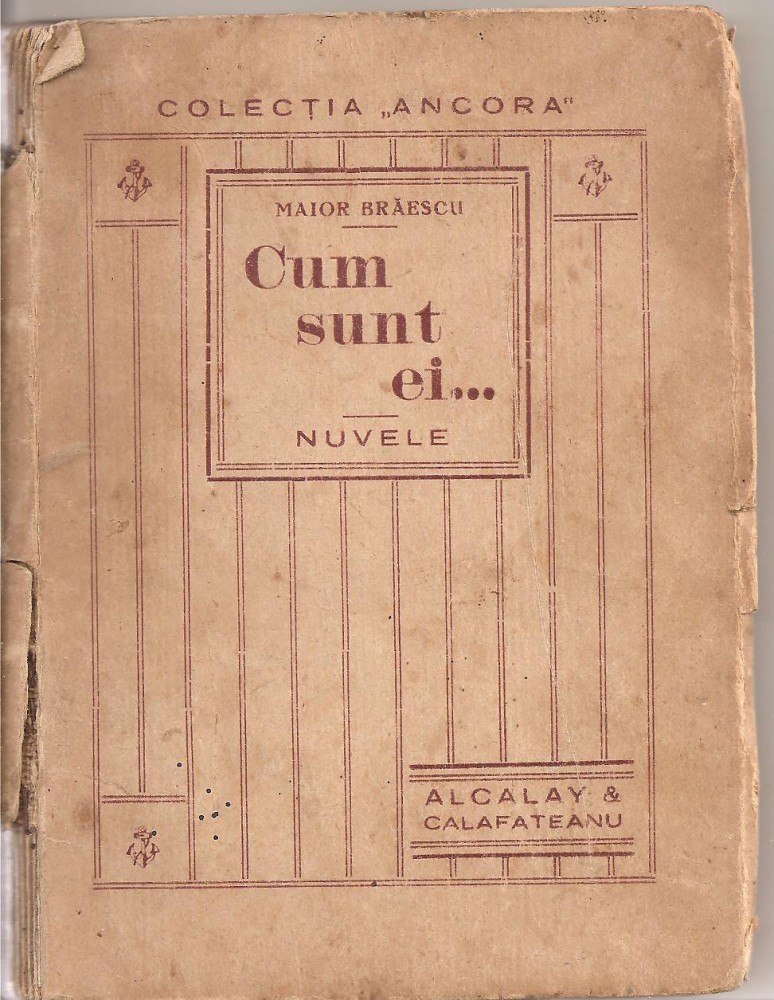 COLECȚIA „ANCORA“
MAIOR BRĂESCU
Cum
sunt
ei...
NUVELE
ALCALAY &
CALAFATEANU